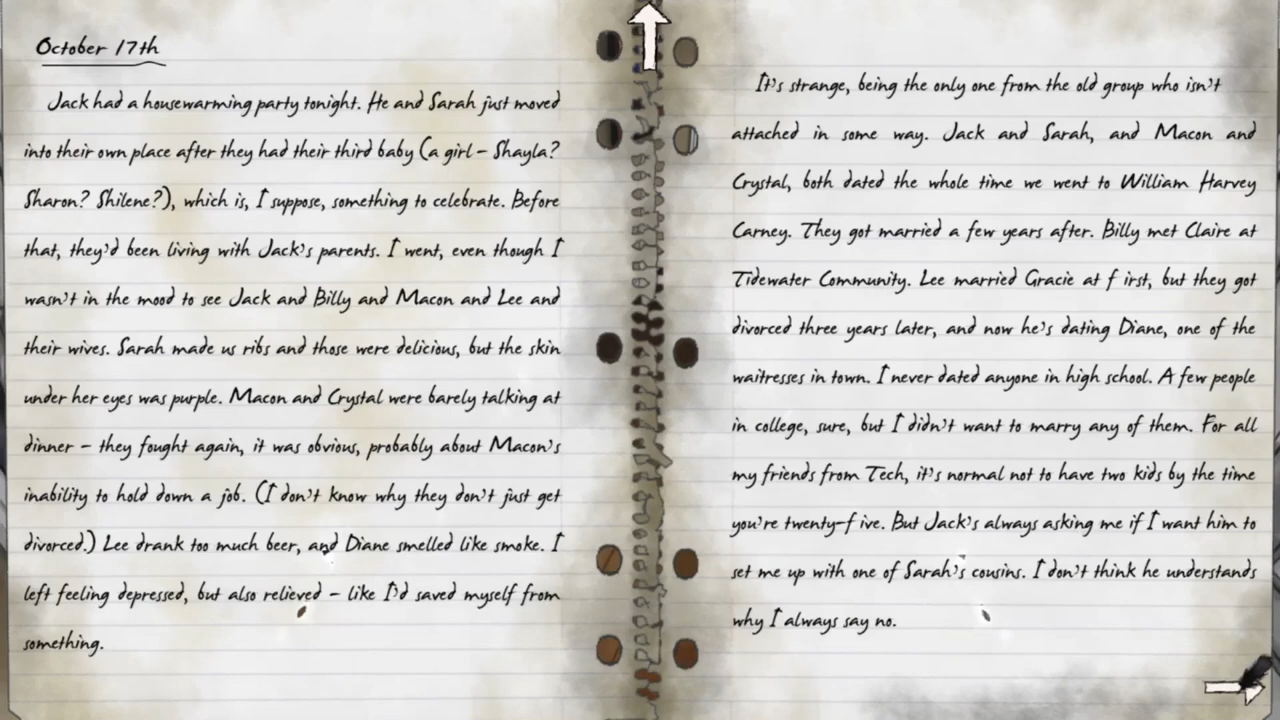 October 17th
Jack had a housewarming party tonight. He and Sarah just moved
into their own place after they had their third baby (a girl – Shayla?
Sharon? Shilene?), which is, I suppose, something to celebrate. Before
that, they'd been living with Jack's parents. I went, even though I
wasn't in the mood to see Jack and Billy and Macon and Lee and
their wives. Sarah made us ribs and those were delicious, but the skin
under her eyes was purple. Macon and Crystal were barely talking at
dinner – they fought again, it was obvious, probably about Macon's
inability to hold down a job. (I don't know why they don't just get
divorced.) Lee drank too much beer, and Diane smelled like smoke. I
left feeling depressed, but also relieved – like I'd saved myself from
something.
It's strange, being the only one from the old group who isn't
attached in some way. Jack and Sarah, and Macon and
Crystal, both dated the whole time we went to William Harvey
Carney. They got married a few years after. Billy met Claire at
Tidewater Community. Lee married Gracie at f irst, but they got
divorced three years later, and now he's dating Diane, one of the
waitresses in town. I never dated anyone in high school. A few people
in college, sure, but I didn't want to marry any of them. For all
my friends from Tech, it's normal not to have two kids by the time
you're twenty-f ive. But Jack's always asking me if I want him to
set me up with one of Sarah's cousins. I don't think he understands
why I always say no.